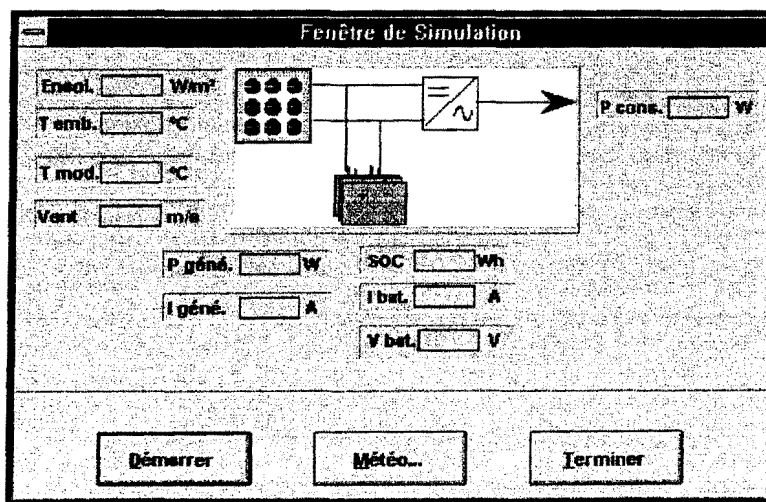 Fenêtre de Simulation
Ensol. W/m²
T amb. °C
T mod. °C
Vent m/s
P cons. W
P géné. W
I géné. A
SOC Wh
I bat. A
V bat. V
Démarrer
Météo...
Terminer